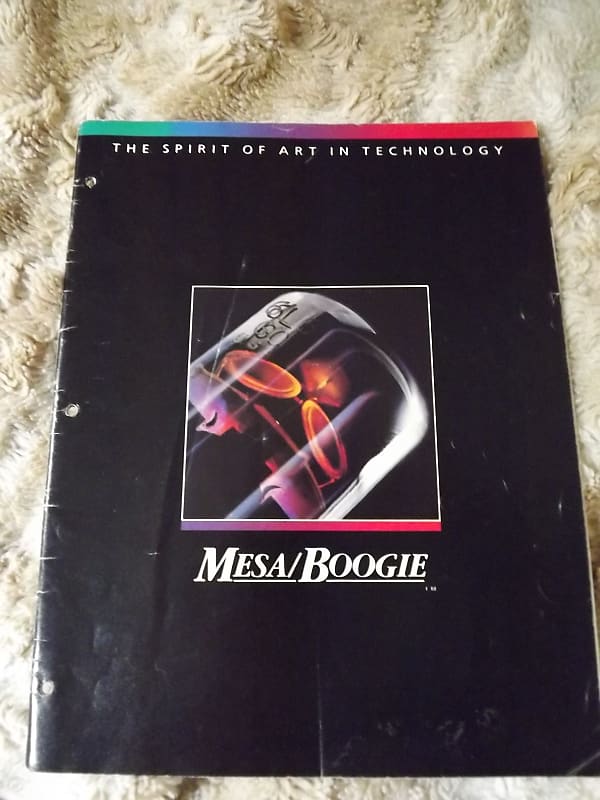 THE SPIRIT OF ART IN TECHNOLOGY
MESA/BOOGIE